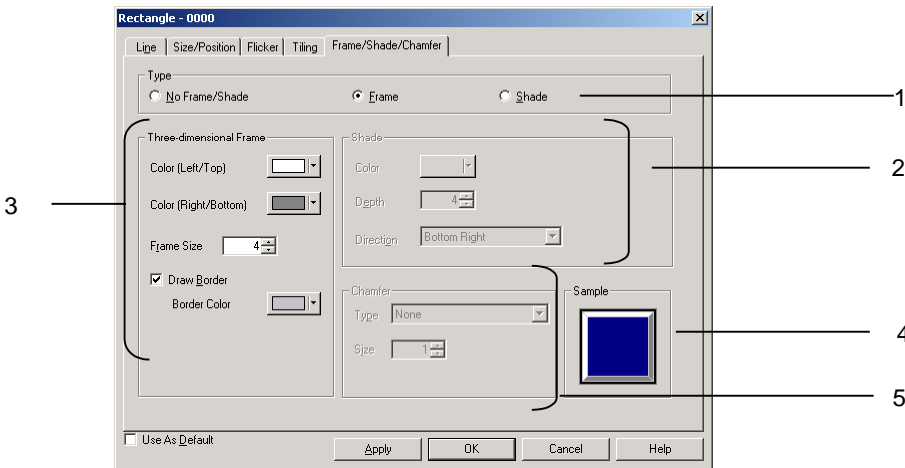 Rectangle - 0000
Line Size/Position Flicker Tiling Frame/Shade/Chamfer
Type
No Frame/Shade Frame Shade
1
Three-dimensional Frame
Color (Left/Top)
Color (Right/Bottom)
Frame Size 4
Draw Border
Border Color
3
Shade
Color
Depth 4
Direction Bottom Right
2
Chamfer
Type None
Size 1
5
Sample
4
Use As Default
Apply OK Cancel Help